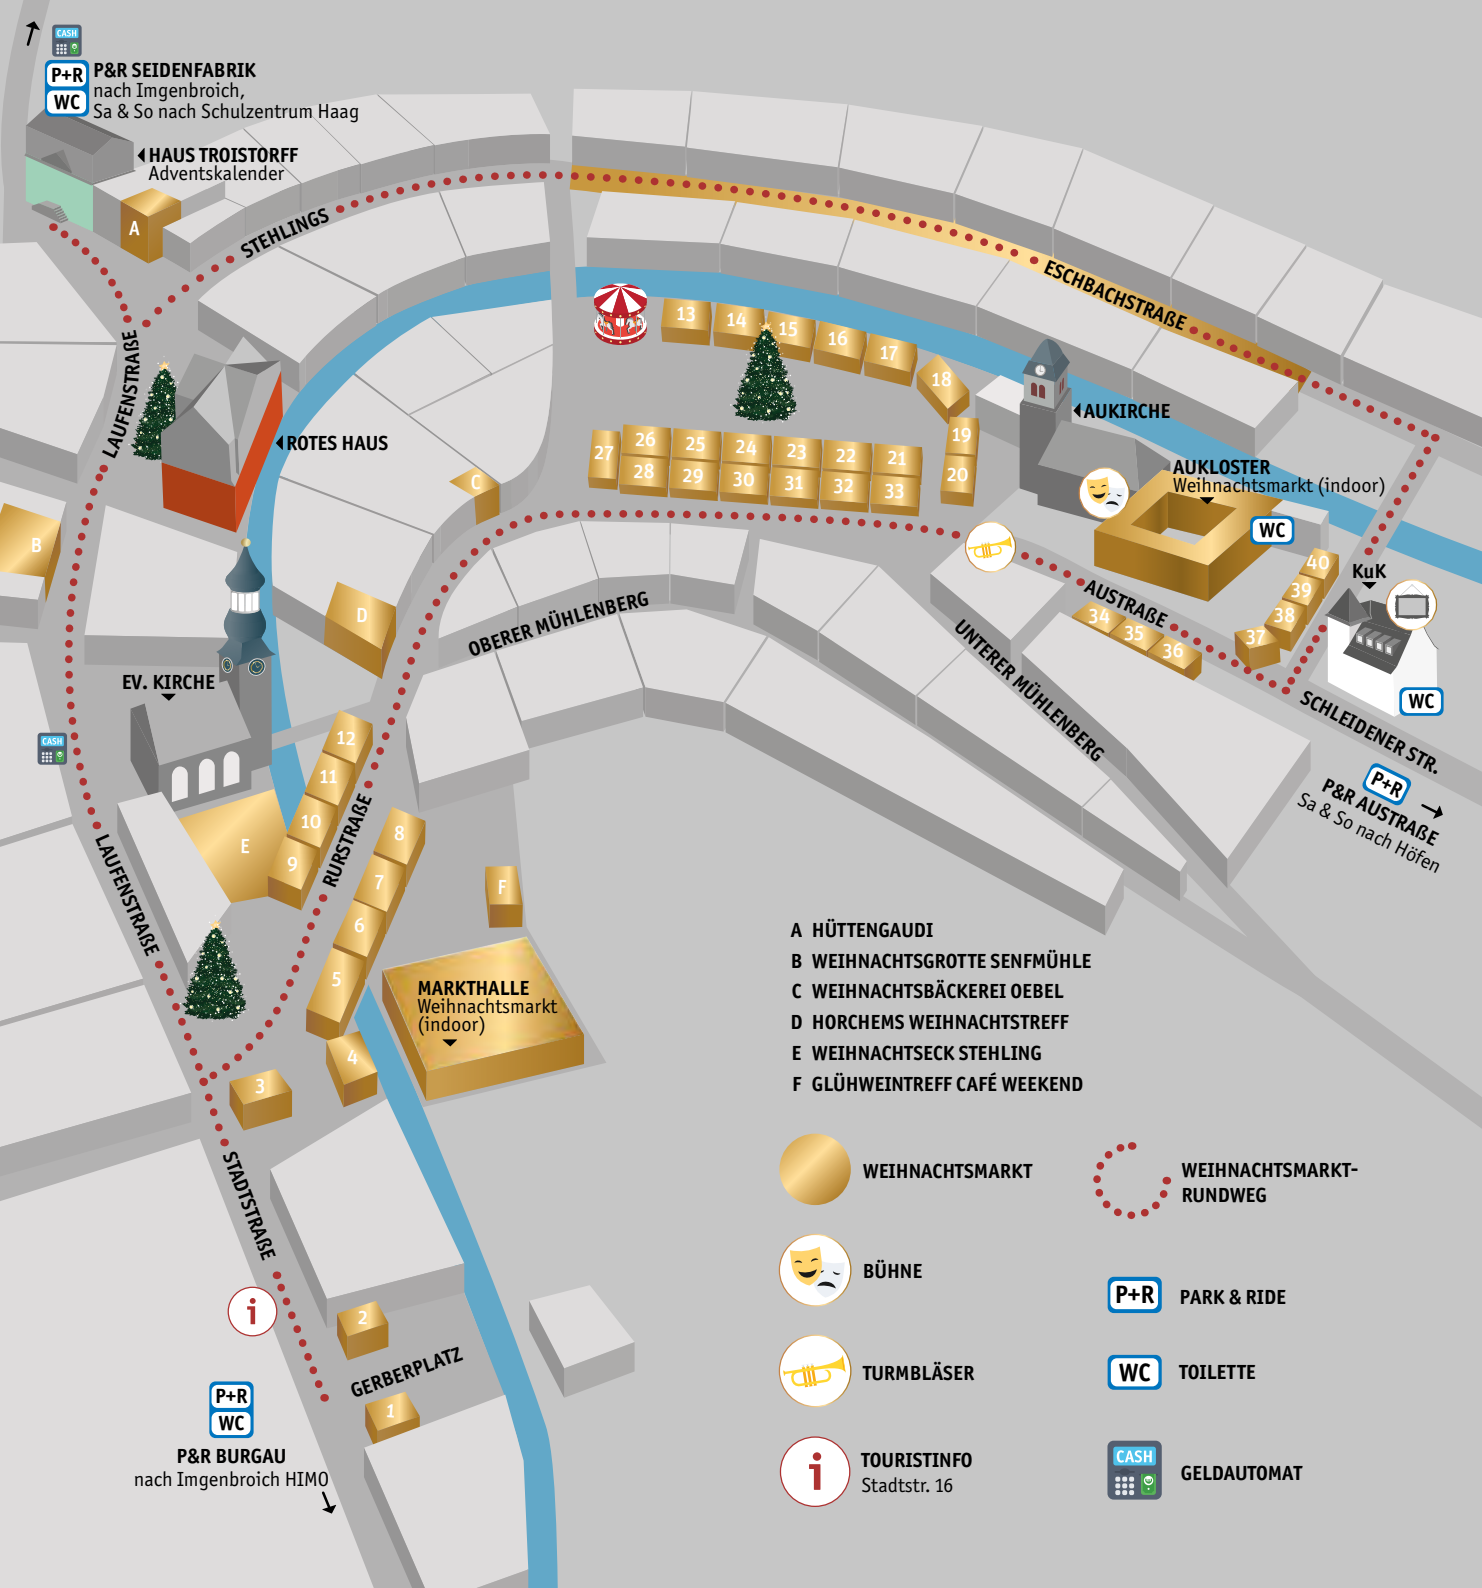 CASH
P+R
WC
P&R SEIDENFABRIK
nach Imgenbroich,
Sa & So nach Schulzentrum Haag
HAUS TROISTORFF
Adventskalender
A
STEHLINGS
ESCHBACHSTRAßE
LAUFENSTRAßE
ROTES HAUS
13
14
15
16
17
18
19
20
AUKIRCHE
26
25
24
23
22
21
27
28
29
30
31
32
33
C
B
AUKLOSTER
Weihnachtsmarkt (indoor)
WC
D
OBERER MÜHLENBERG
AUSTRAßE
34
35
36
37
38
39
40
KuK
WC
UNTERER MÜHLENBERG
SCHLEIDENER STR.
P+R
P&R AUSTRAßE
Sa & So nach Höfen
EV. KIRCHE
CASH
12
11
10
9
E
RURSTRAßE
8
7
6
5
F
LAUFENSTRAßE
MARKTHALLE
Weihnachtsmarkt
(indoor)
4
3
STADTSTRAßE
i
2
GERBERPLATZ
1
P+R
WC
P&R BURGAU
nach Imgenbroich HIMO
A HÜTTENGAUDI
B WEIHNACHTSGROTTE SENFMÜHLE
C WEIHNACHTSBÄCKEREI OEBEL
D HORCHEMS WEIHNACHTSTREFF
E WEIHNACHTSECK STEHLING
F GLÜHWEINTREFF CAFÉ WEEKEND
WEIHNACHTSMARKT
WEIHNACHTSMARKT-
RUNDWEG
BÜHNE
P+R PARK & RIDE
TURMBLÄSER
WC TOILETTE
i TOURISTINFO
Stadtstr. 16
CASH
GELDAUTOMAT